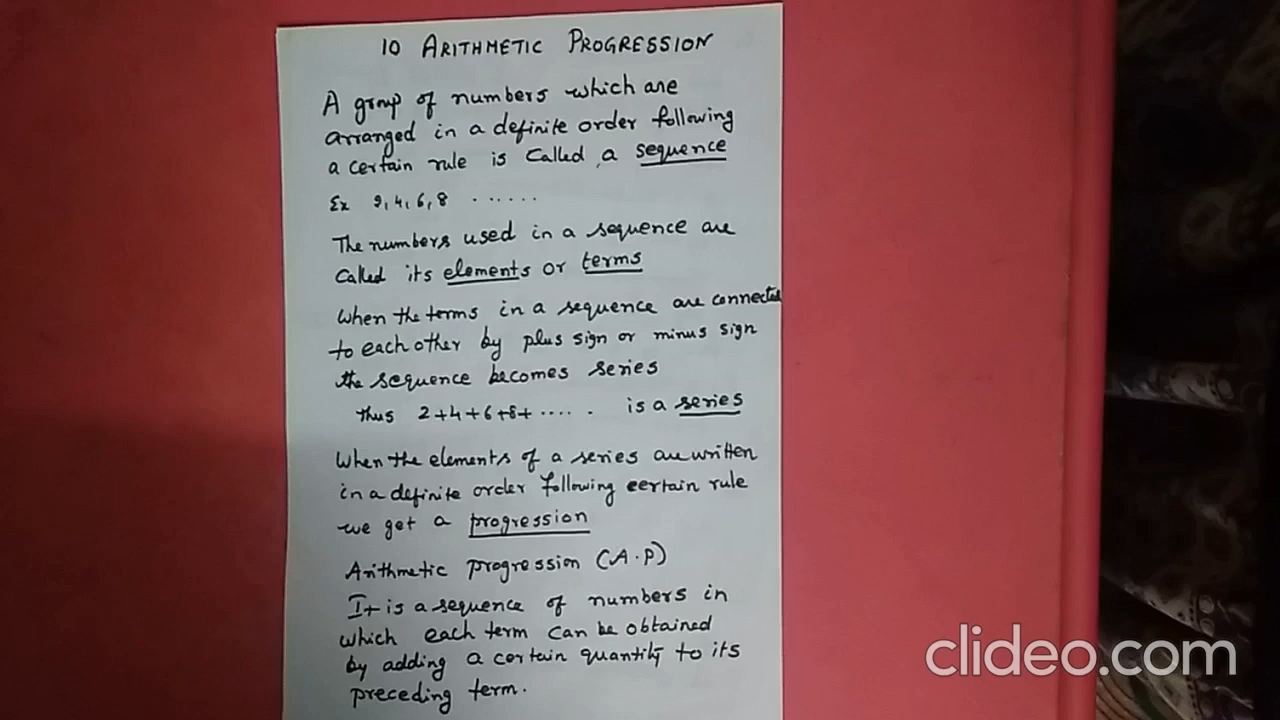 10 ARITHMETIC PROGRESSION
A group of numbers which are
arranged in a definite order following
a certain rule is called a sequence
Ex 2, 4, 6, 8 ......
The numbers used in a sequence are
called its elements or terms
When the terms in a sequence are connected
to each other by plus sign or minus sign
the sequence becomes series
Thus 2+4+6+8+ ..... is a series
When the elements of a series are written
in a definite order following certain rule
we get a progression
Arithmetic progression (A.P)
It is a sequence of numbers in
which each term can be obtained
by adding a certain quantity to its
preceding term.
clideo.com